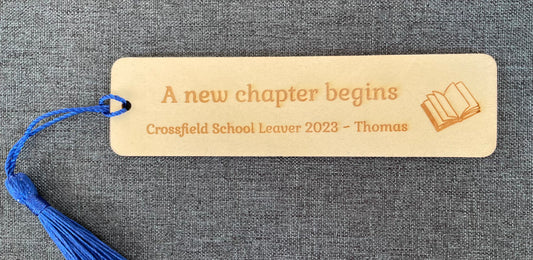 A new chapter begins
Crossfield School Leaver 2023 - Thomas